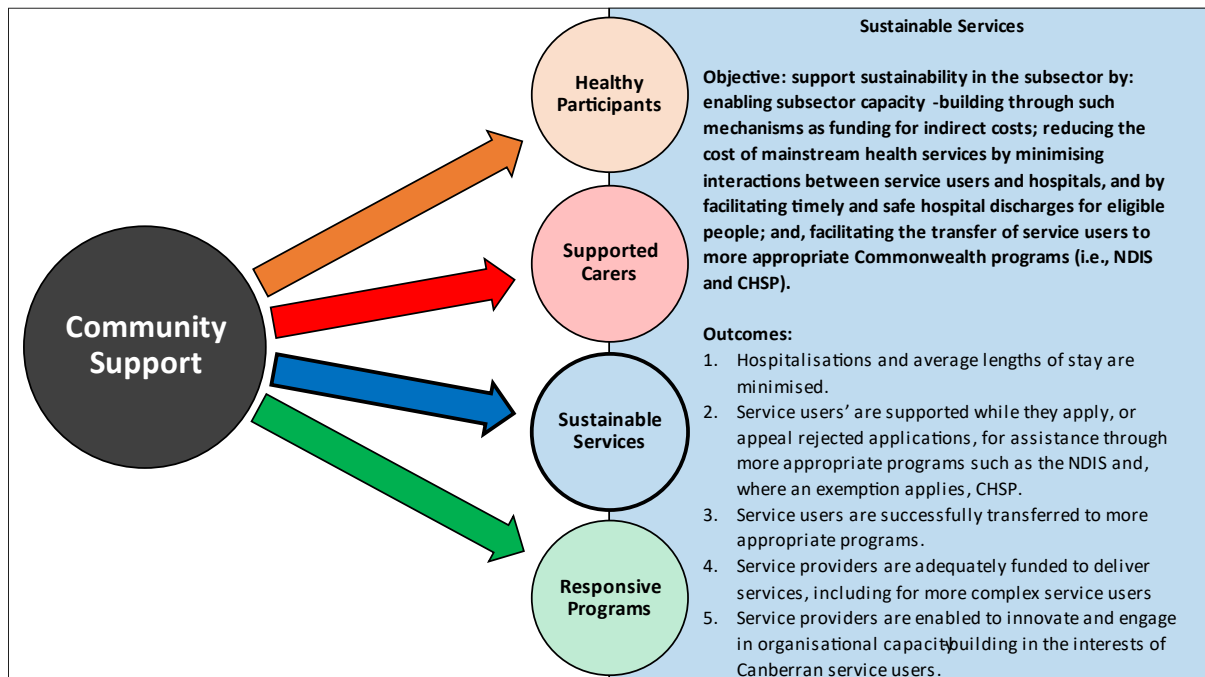 Community
Support
Healthy
Participants
Supported
Carers
Sustainable
Services
Responsive
Programs
Sustainable Services
Objective: support sustainability in the subsector by:
enabling subsector capacity -building through such
mechanisms as funding for indirect costs; reducing the
cost of mainstream health services by minimising
interactions between service users and hospitals, and by
facilitating timely and safe hospital discharges for eligible
people; and, facilitating the transfer of service users to
more appropriate Commonwealth programs (i.e., NDIS
and CHSP).
Outcomes:
1. Hospitalisations and average lengths of stay are
minimised.
2. Service users’ are supported while they apply, or
appeal rejected applications, for assistance through
more appropriate programs such as the NDIS and,
where an exemption applies, CHSP.
3. Service users are successfully transferred to more
appropriate programs.
4. Service providers are adequately funded to deliver
services, including for more complex service users
5. Service providers are enabled to innovate and engage
in organisational capacity-building in the interests of
Canberran service users.